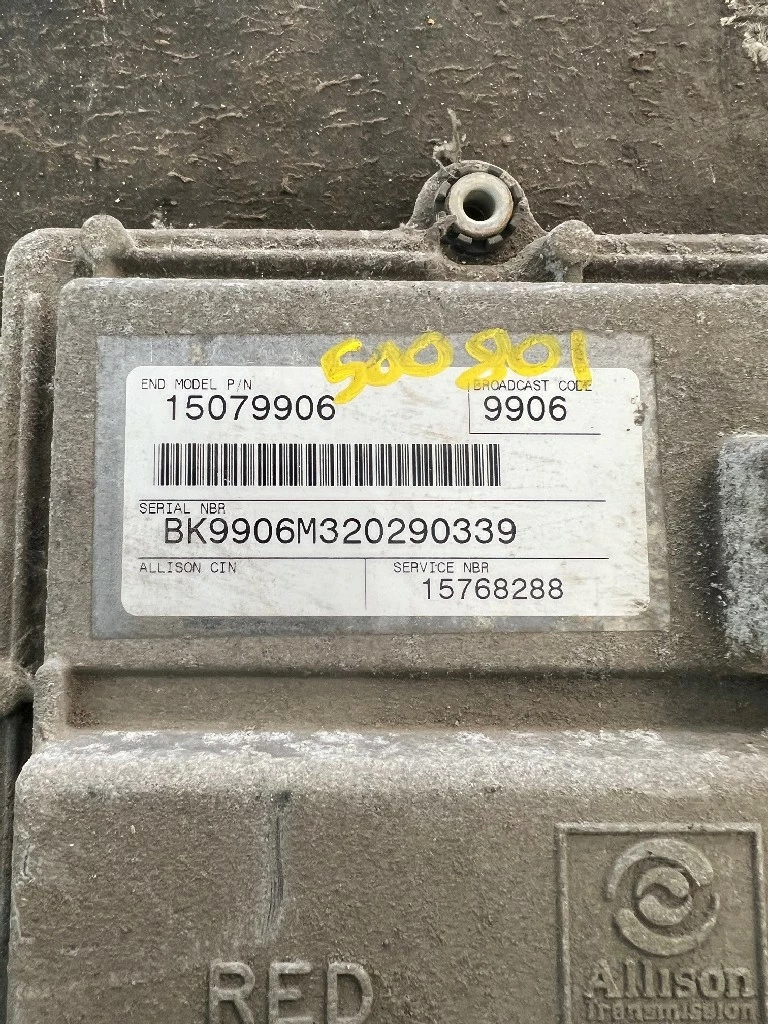 500801
END MODEL P/N
BROADCAST CODE
15079906
9906
SERIAL NBR
BK9906M320290339
ALLISON CIN
SERVICE NBR
15768288
RED
Allison
Transmission